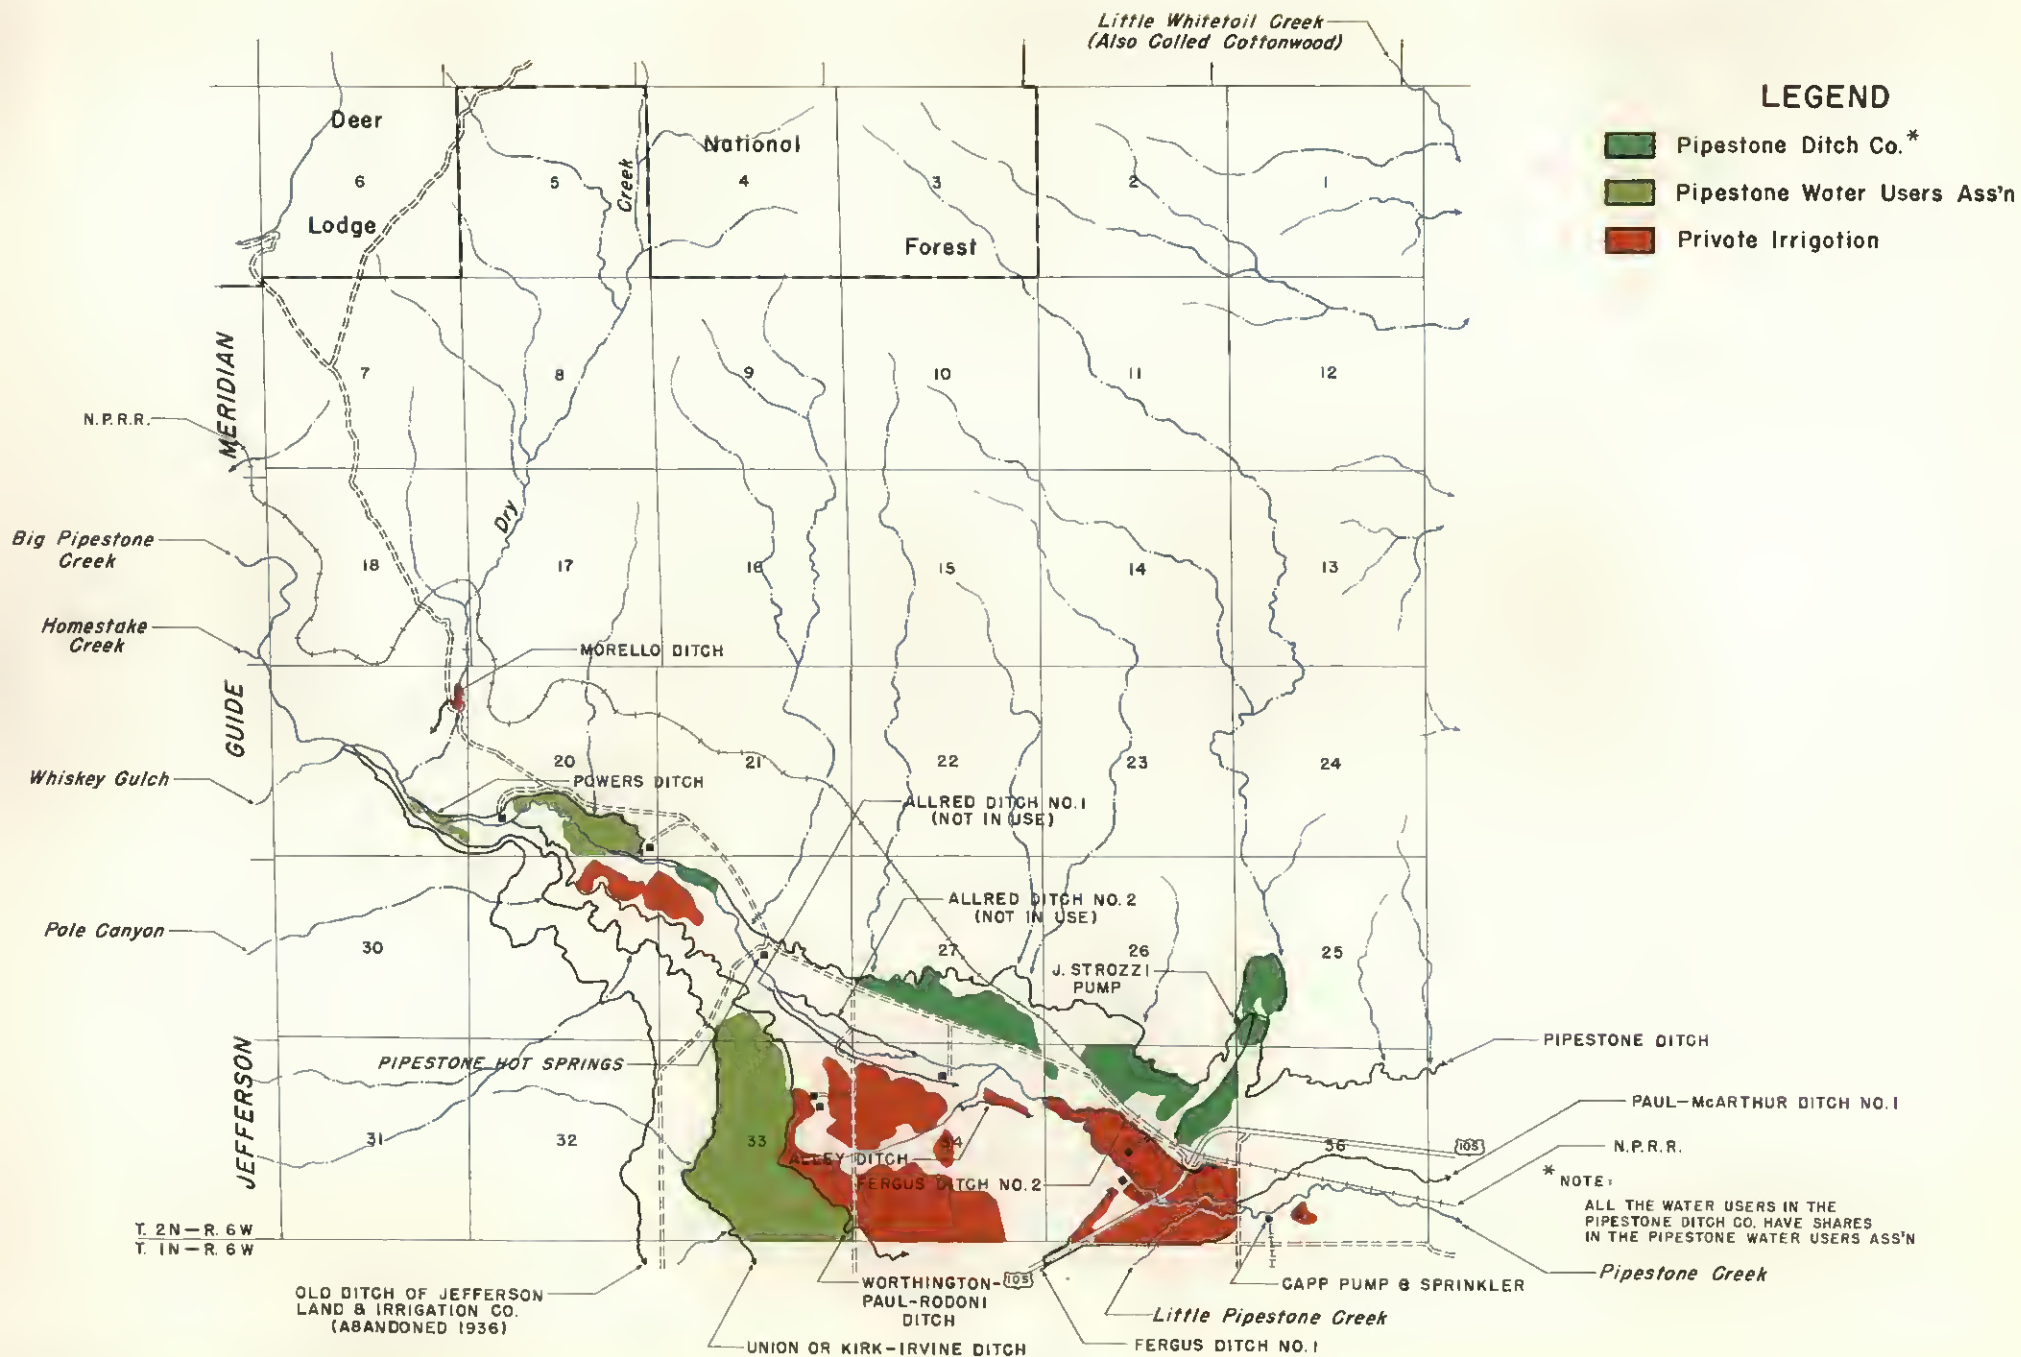 Little Whitetail Creek
(Also Called Cottonwood)
LEGEND
Pipestone Ditch Co.*
Pipestone Water Users Ass'n
Private Irrigation
Deer
Lodge
National
Forest
Creek
Dry
6
5
4
3
2
1
7
8
9
10
11
12
18
17
16
15
14
13
20
21
22
23
24
30
27
26
25
31
32
33
34
36
MERIDIAN
GUIDE
JEFFERSON
N.P.R.R.
Big Pipestone
Creek
Homestake
Creek
MORELLO DITCH
Whiskey Gulch
POWERS DITCH
ALLRED DITCH NO.1
(NOT IN USE)
ALLRED DITCH NO.2
(NOT IN USE)
Pole Canyon
J. STROZZI
PUMP
PIPESTONE HOT SPRINGS
PIPESTONE DITCH
PAUL-McARTHUR DITCH NO.1
105
N.P.R.R.
ALLEY DITCH
FERGUS DITCH NO.2
*NOTE:
ALL THE WATER USERS IN THE
PIPESTONE DITCH CO. HAVE SHARES
IN THE PIPESTONE WATER USERS ASS'N
T. 2N-R. 6W
T. 1N-R. 6W
Pipestone Creek
OLD DITCH OF JEFFERSON
LAND & IRRIGATION CO.
(ABANDONED 1936)
WORTHINGTON-
PAUL-RODONI
DITCH
105
CAPP PUMP & SPRINKLER
Little Pipestone Creek
UNION OR KIRK-IRVINE DITCH
FERGUS DITCH NO.1